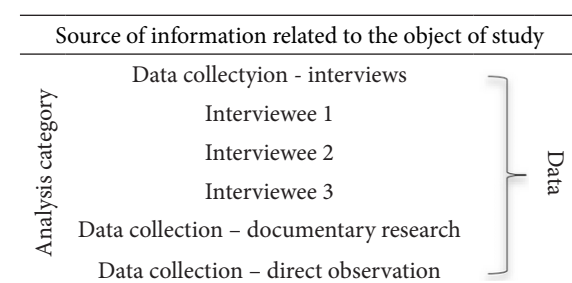 Source of information related to the object of study
Analysis category
Data collectyion - interviews
Interviewee 1
Interviewee 2
Interviewee 3
Data collection – documentary research
Data collection – direct observation
Data